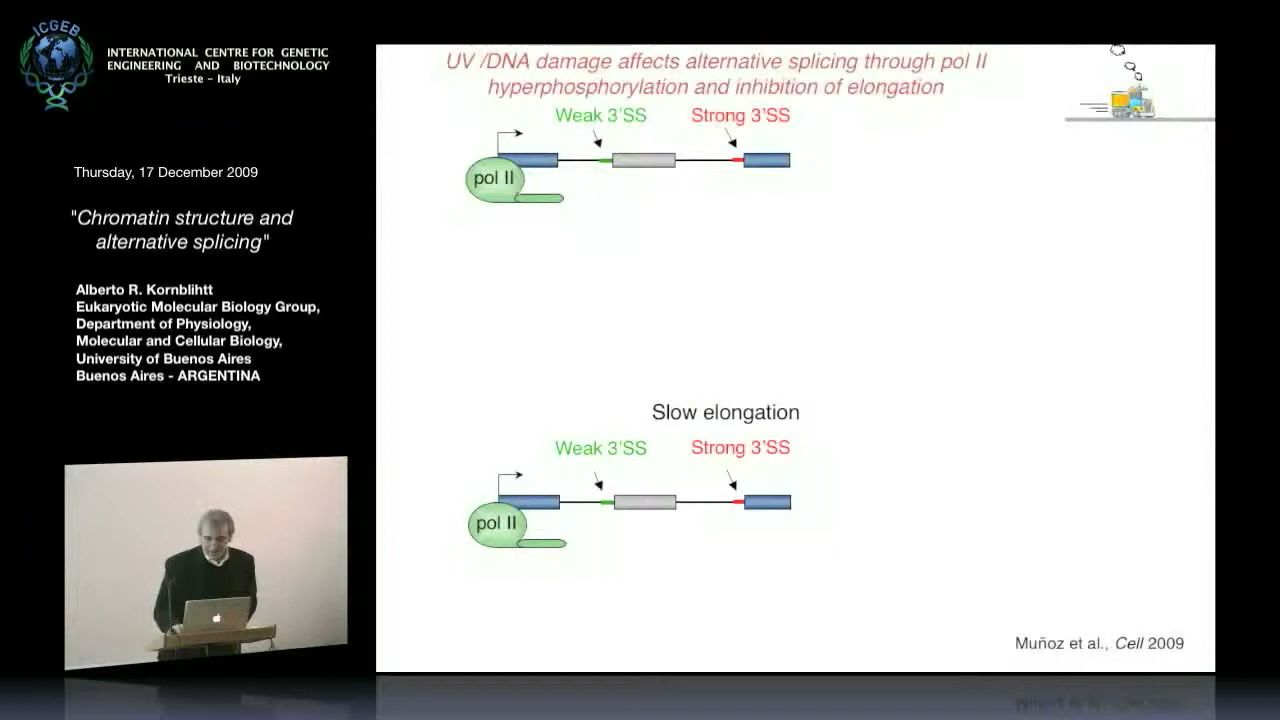 ICGEB
INTERNATIONAL CENTRE FOR GENETIC
ENGINEERING AND BIOTECHNOLOGY
Trieste - Italy
Thursday, 17 December 2009
"Chromatin structure and
alternative splicing"
Alberto R. Kornblihtt
Eukaryotic Molecular Biology Group,
Department of Physiology,
Molecular and Cellular Biology,
University of Buenos Aires
Buenos Aires - ARGENTINA
UV /DNA damage affects alternative splicing through pol II
hyperphosphorylation and inhibition of elongation
Weak 3'SS Strong 3'SS
pol II
Slow elongation
Weak 3'SS Strong 3'SS
pol II
Muñoz et al., Cell 2009